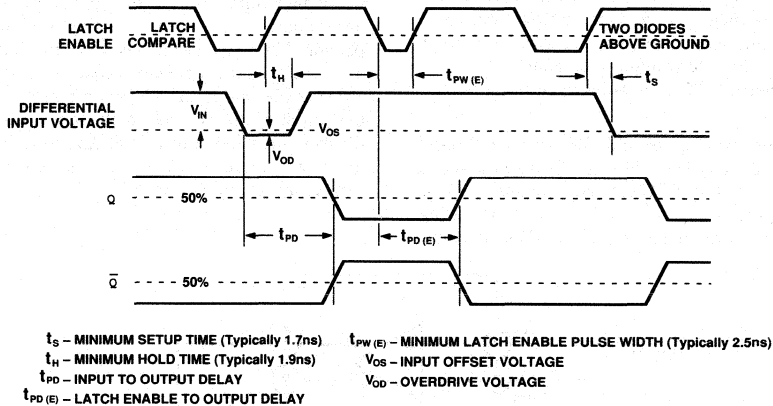 LATCH
ENABLE
LATCH
COMPARE
TWO DIODES
ABOVE GROUND
tH
tPW (E)
tS
DIFFERENTIAL
INPUT VOLTAGE
VIN
VOS
VOD
Q
50%
tPD
tPD (E)
Q̅
50%
tS – MINIMUM SETUP TIME (Typically 1.7ns)
tH – MINIMUM HOLD TIME (Typically 1.9ns)
tPD – INPUT TO OUTPUT DELAY
tPD (E) – LATCH ENABLE TO OUTPUT DELAY
tPW (E) – MINIMUM LATCH ENABLE PULSE WIDTH (Typically 2.5ns)
VOS – INPUT OFFSET VOLTAGE
VOD – OVERDRIVE VOLTAGE